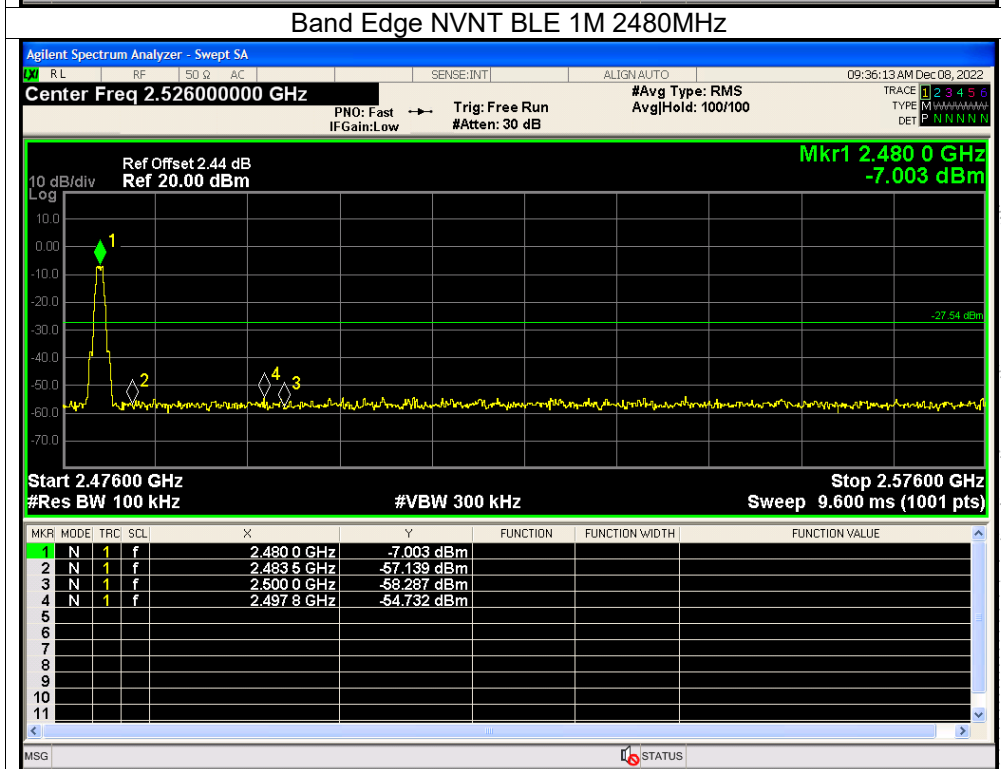 Band Edge NVNT BLE 1M 2480MHz
Agilent Spectrum Analyzer - Swept SA
LXI RL RF 50 Ω AC SENSE:INT ALIGNAUTO 09:36:13 AM Dec 08, 2022
Center Freq 2.526000000 GHz #Avg Type: RMS TRACE 1 2 3 4 5 6
PNO: Fast Trig: Free Run Avg|Hold: 100/100 TYPE M WWWWW
IFGain:Low #Atten: 30 dB DET P N N N N N
Ref Offset 2.44 dB Mkr1 2.480 0 GHz
10 dB/div Ref 20.00 dBm -7.003 dBm
Log
10.0
0.00 1
-10.0
-20.0
-27.54 dBm
-30.0
-40.0
-50.0 2 4 3
-60.0
-70.0
Start 2.47600 GHz Stop 2.57600 GHz
#Res BW 100 kHz #VBW 300 kHz Sweep 9.600 ms (1001 pts)
MKR MODE TRC SCL X Y FUNCTION FUNCTION WIDTH FUNCTION VALUE
1 N 1 f 2.480 0 GHz -7.003 dBm
2 N 1 f 2.483 5 GHz -57.139 dBm
3 N 1 f 2.500 0 GHz -58.287 dBm
4 N 1 f 2.497 8 GHz -54.732 dBm
5
6
7
8
9
10
11
MSG STATUS